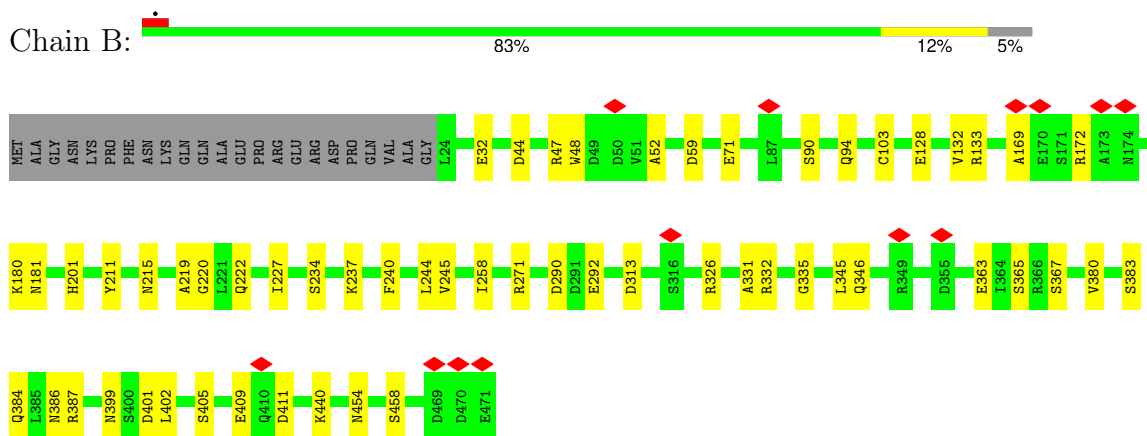 Chain B:
•
83% 12% 5%
MET ALA GLY ASN LYS PRO PHE ASN LYS GLN GLN ALA GLU PRO ARG GLU ARG ASP PRO GLN VAL ALA GLY L24 E32 D44 R47 W48 D49 D50 V51 A52 D59 E71 L87 S90 Q94 C103 E128 V132 R133 A169 E170 S171 R172 A173 N174
K180 N181 H201 Y211 N215 A219 G220 L221 Q222 I227 S234 K237 F240 L244 V245 I258 R271 D290 D291 E292 D313 S316 R326 A331 R332 G335 L345 Q346 R349 D355 E363 I364 S365 R366 S367 V380 S383
Q384 L385 N386 R387 N399 S400 D401 L402 S405 E409 Q410 D411 K440 N454 S458 D469 D470 E471